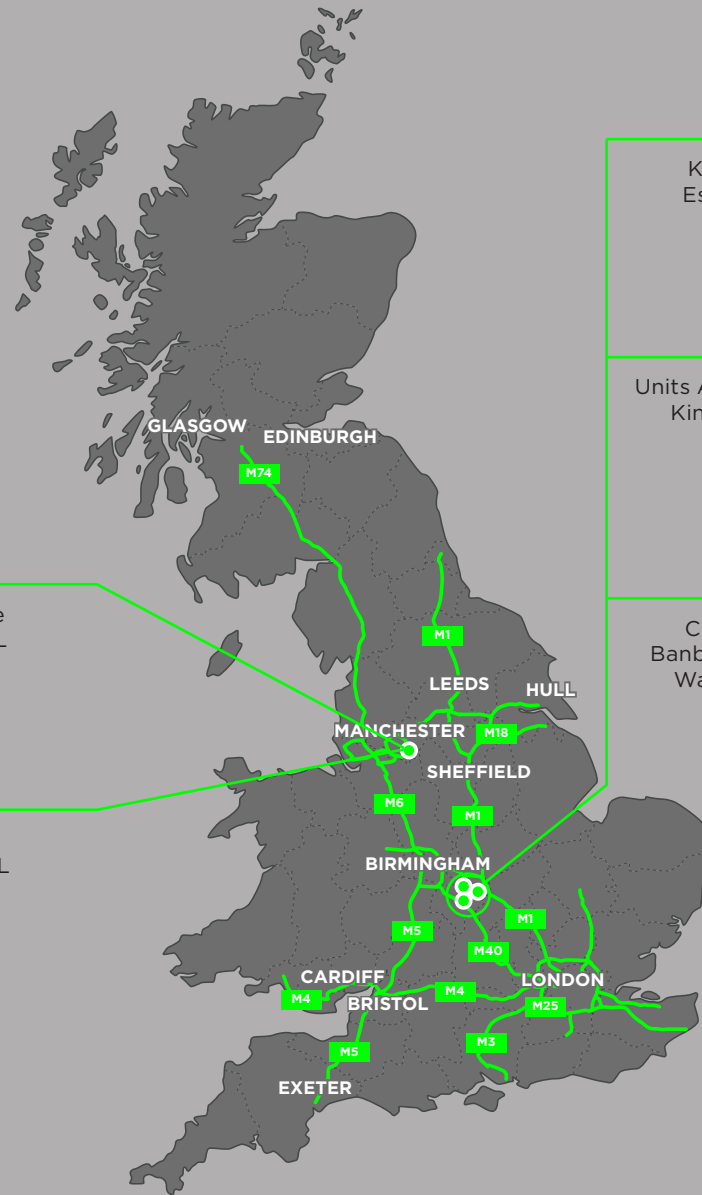 GLASGOW
EDINBURGH
M74
M1
LEEDS
HULL
MANCHESTER
M18
SHEFFIELD
M6
M1
BIRMINGHAM
M5
M1
M40
CARDIFF
LONDON
M4
M4
BRISTOL
M25
M3
M5
EXETER
Units